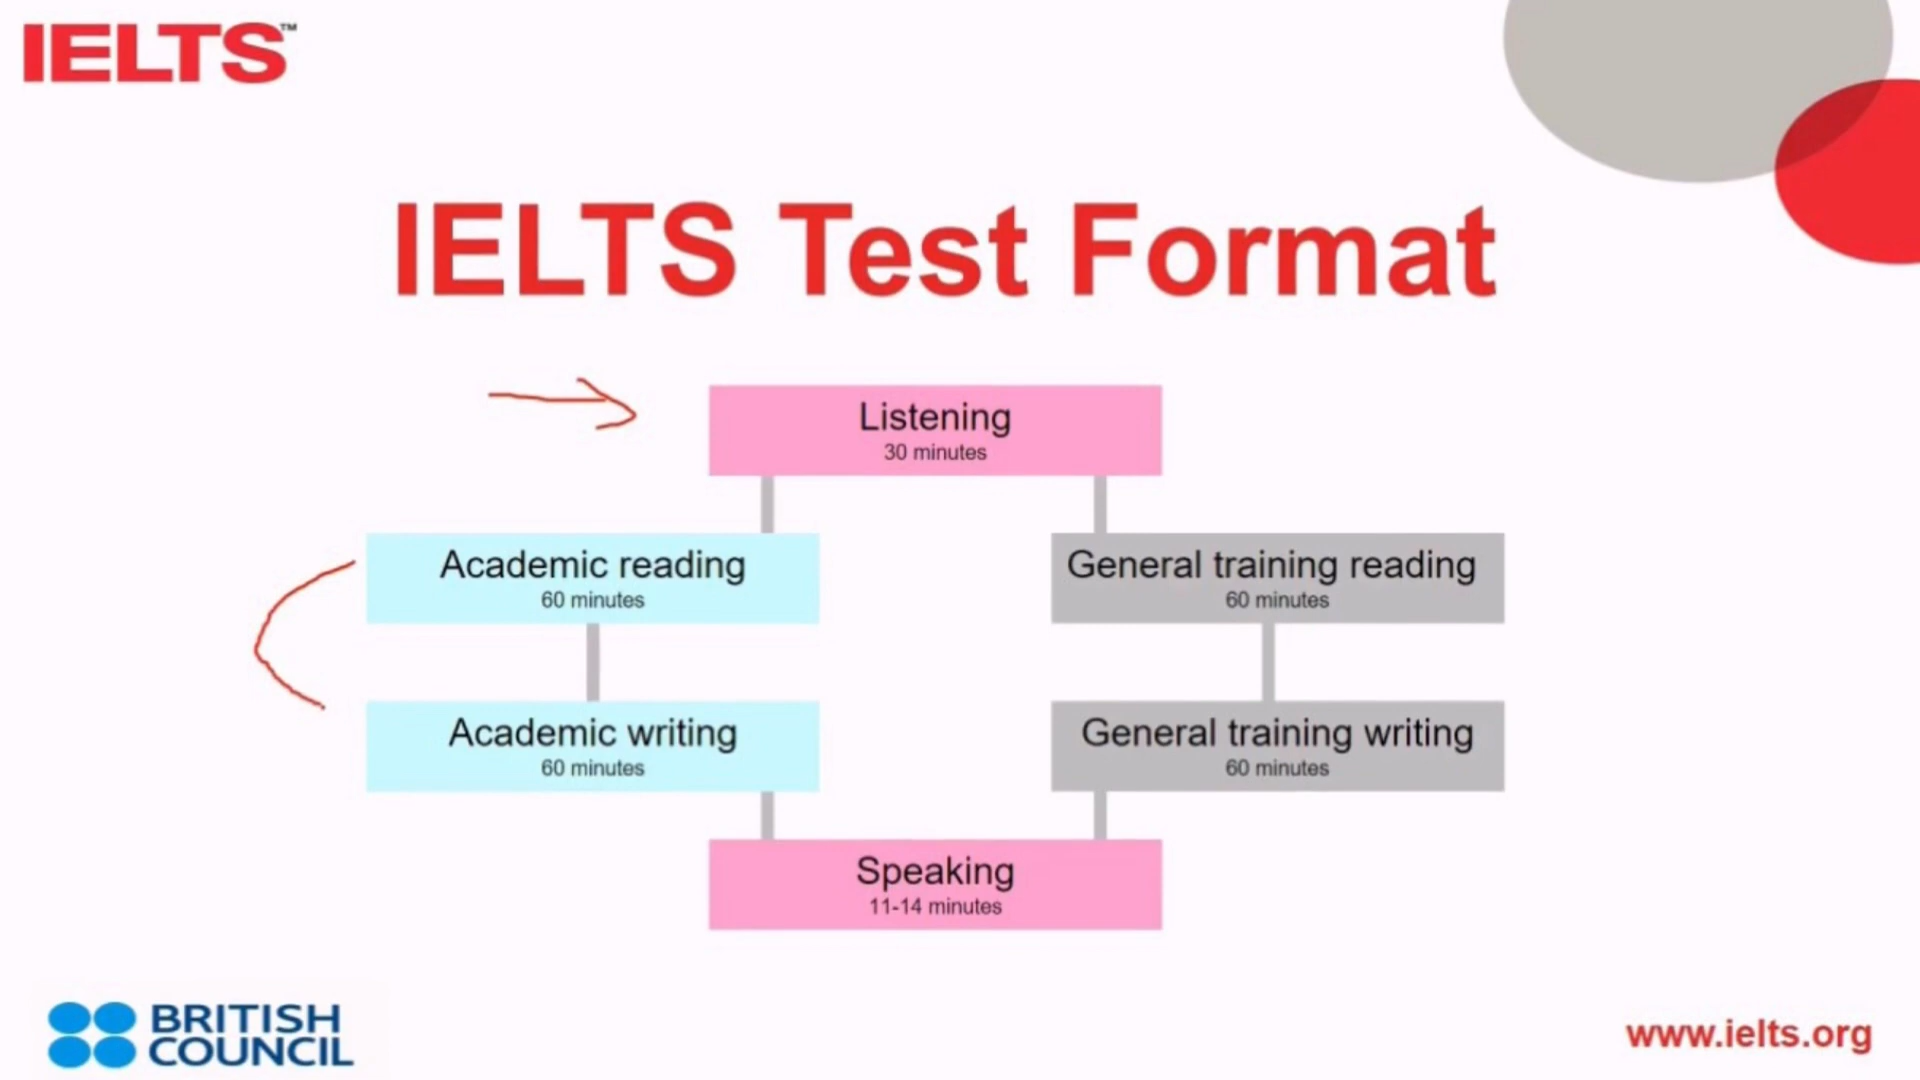 IELTS™
IELTS Test Format
Listening
30 minutes
Academic reading
60 minutes
General training reading
60 minutes
Academic writing
60 minutes
General training writing
60 minutes
Speaking
11-14 minutes
BRITISH
COUNCIL
www.ielts.org